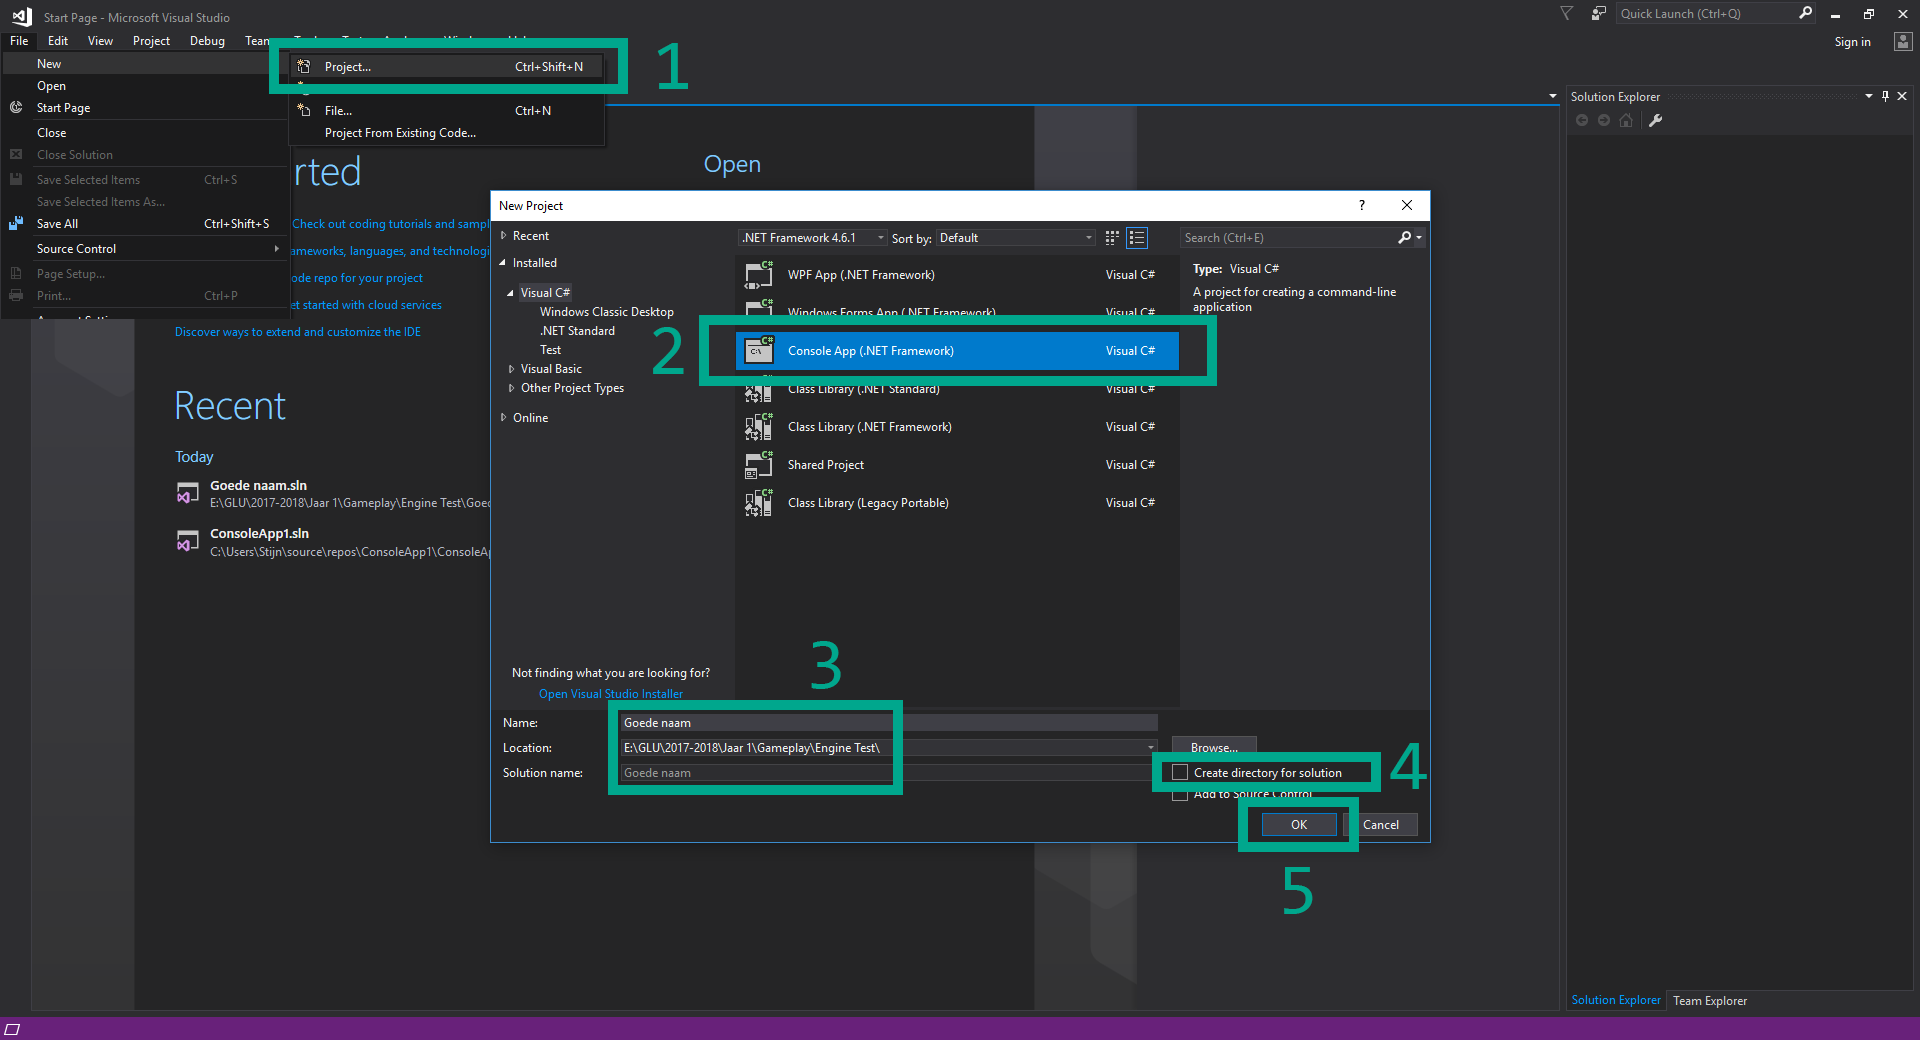 Start Page - Microsoft Visual Studio
Quick Launch (Ctrl+Q)
File Edit View Project Debug
Sign in
New
Project... Ctrl+Shift+N
1
Open
Start Page
File... Ctrl+N
Close
Project From Existing Code...
Close Solution
Save Selected Items Ctrl+S
Save Selected Items As...
Save All Ctrl+Shift+S
Source Control
Page Setup...
Print... Ctrl+P
rted
Check out coding tutorials and sampl
ameworks, languages, and technologi
ode repo for your project
et started with cloud services
Discover ways to extend and customize the IDE
Open
Recent
Today
Goede naam.sln
E:\GLU\2017-2018\Jaar 1\Gameplay\Engine Test\Goed
ConsoleApp1.sln
C:\Users\Stijn\source\repos\ConsoleApp1\ConsoleAp
New Project
?
Recent
Installed
Visual C#
Windows Classic Desktop
.NET Standard
Test
Visual Basic
Other Project Types
Online
Not finding what you are looking for?
Open Visual Studio Installer
.NET Framework 4.6.1 Sort by: Default
Search (Ctrl+E)
WPF App (.NET Framework) Visual C#
Windows Forms App (.NET Framework) Visual C#
2
Console App (.NET Framework) Visual C#
Class Library (.NET Standard) Visual C#
Class Library (.NET Framework) Visual C#
Shared Project Visual C#
Class Library (Legacy Portable) Visual C#
Type: Visual C#
A project for creating a command-line
application
3
Name: Goede naam
Location: E:\GLU\2017-2018\Jaar 1\Gameplay\Engine Test\
Browse...
Solution name: Goede naam
Create directory for solution
4
Add to Source Control
OK Cancel
5
Solution Explorer
Solution Explorer Team Explorer